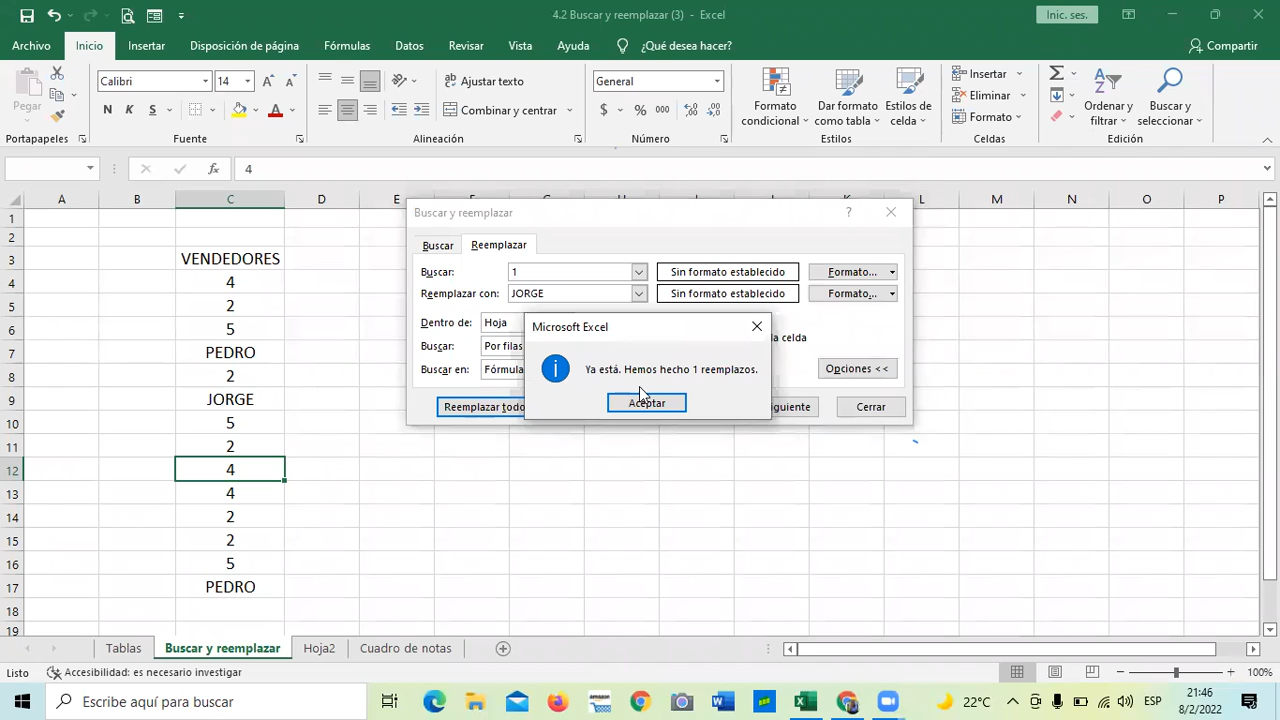 4.2 Buscar y reemplazar (3) - Excel
Inic. ses.
Archivo Inicio Insertar Disposición de página Fórmulas Datos Revisar Vista Ayuda ¿Qué desea hacer? Compartir
Pegar
Calibri 14
N K S
Ajustar texto
Combinar y centrar
General
$ % 000
Formato condicional
Dar formato como tabla
Estilos de celda
Insertar
Eliminar
Formato
Ordenar y filtrar
Buscar y seleccionar
Portapapeles Fuente Alineación Número Estilos Celdas Edición
fx 4
A B C D E L M N O P
1
2
3 VENDEDORES
4 4
5 2
6 5
7 PEDRO
8 2
9 JORGE
10 5
11 2
12 4
13 4
14 2
15 2
16 5
17 PEDRO
18
19
Buscar y reemplazar ?
Buscar Reemplazar
Buscar: 1 Sin formato establecido Formato...
Reemplazar con: JORGE Sin formato establecido Formato...
Dentro de: Hoja
Buscar: Por filas
Buscar en: Fórmula
la celda
Opciones <<
Reemplazar todo
iguiente
Cerrar
Microsoft Excel
Ya está. Hemos hecho 1 reemplazos.
Aceptar
Tablas Buscar y reemplazar Hoja2 Cuadro de notas
Listo Accesibilidad: es necesario investigar 100%
Escribe aquí para buscar
22°C
ESP
21:46
8/2/2022